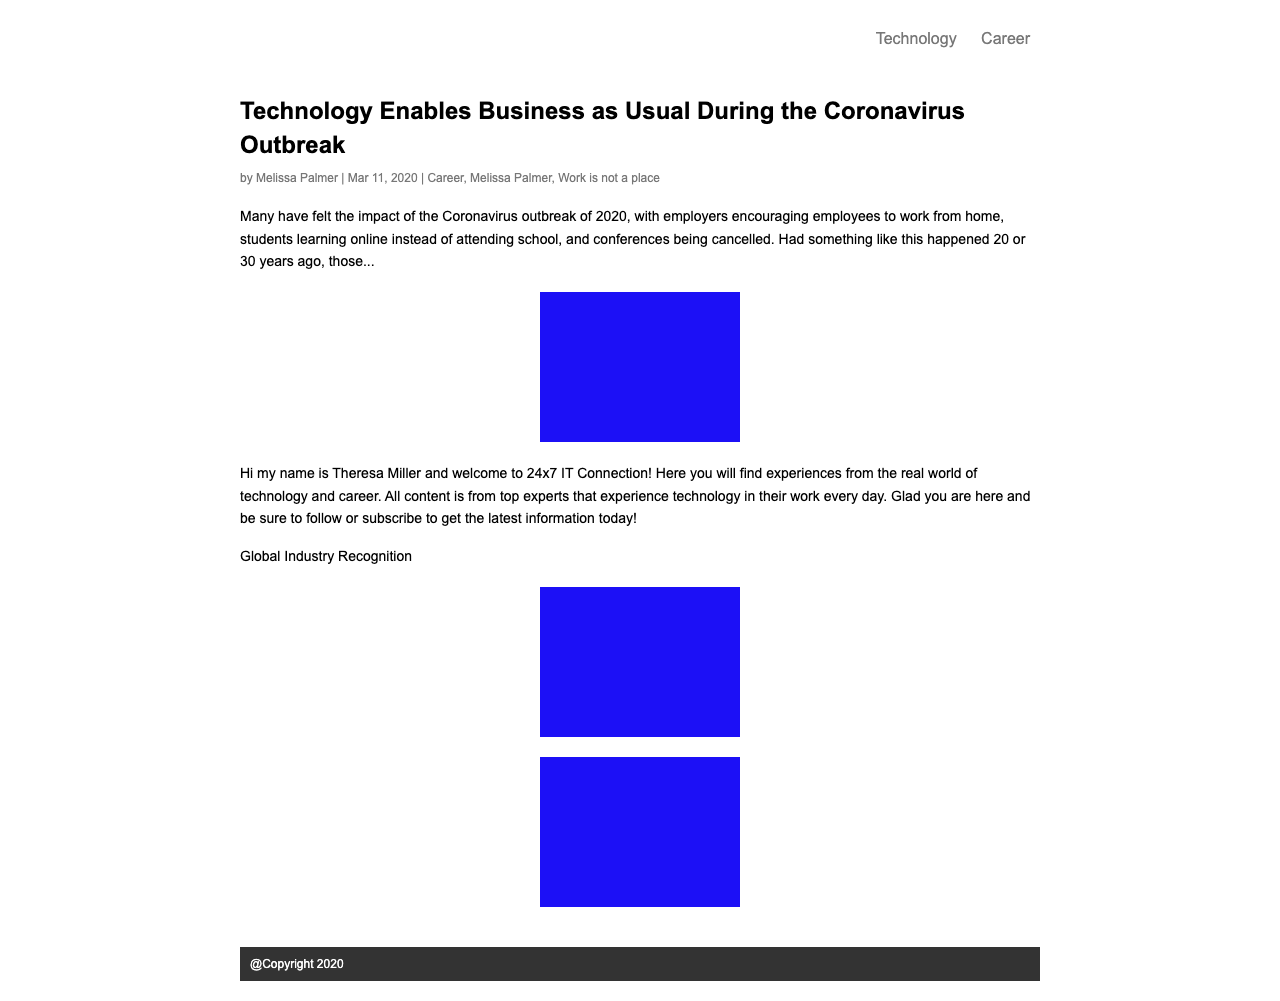 Technology Career
Technology Enables Business as Usual During the Coronavirus
Outbreak
by Melissa Palmer | Mar 11, 2020 | Career, Melissa Palmer, Work is not a place
Many have felt the impact of the Coronavirus outbreak of 2020, with employers encouraging employees to work from home,
students learning online instead of attending school, and conferences being cancelled. Had something like this happened 20 or
30 years ago, those...
Hi my name is Theresa Miller and welcome to 24x7 IT Connection! Here you will find experiences from the real world of
technology and career. All content is from top experts that experience technology in their work every day. Glad you are here and
be sure to follow or subscribe to get the latest information today!
Global Industry Recognition
@Copyright 2020